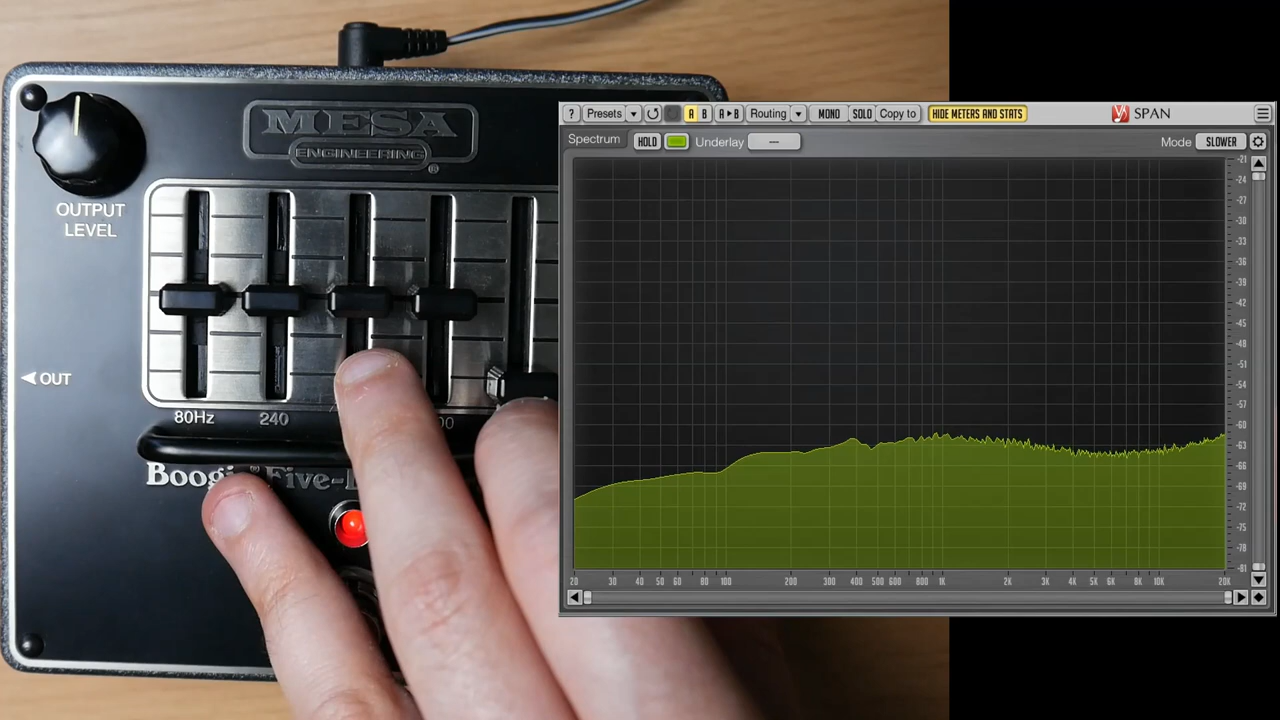 MESA
ENGINEERING
®
OUTPUT
LEVEL
OUT
80Hz 240
? Presets A B A▸B Routing MONO SOLO Copy to HIDE METERS AND STATS SPAN
Spectrum HOLD Underlay --- Mode SLOWER
-21
-24
-27
-30
-33
-36
-39
-42
-45
-48
-51
-54
-57
-60
-63
-66
-69
-72
-75
-78
-81
20 30 40 50 60 80 100 200 300 400 500 600 800 1K 2K 3K 4K 5K 6K 8K 10K 20K